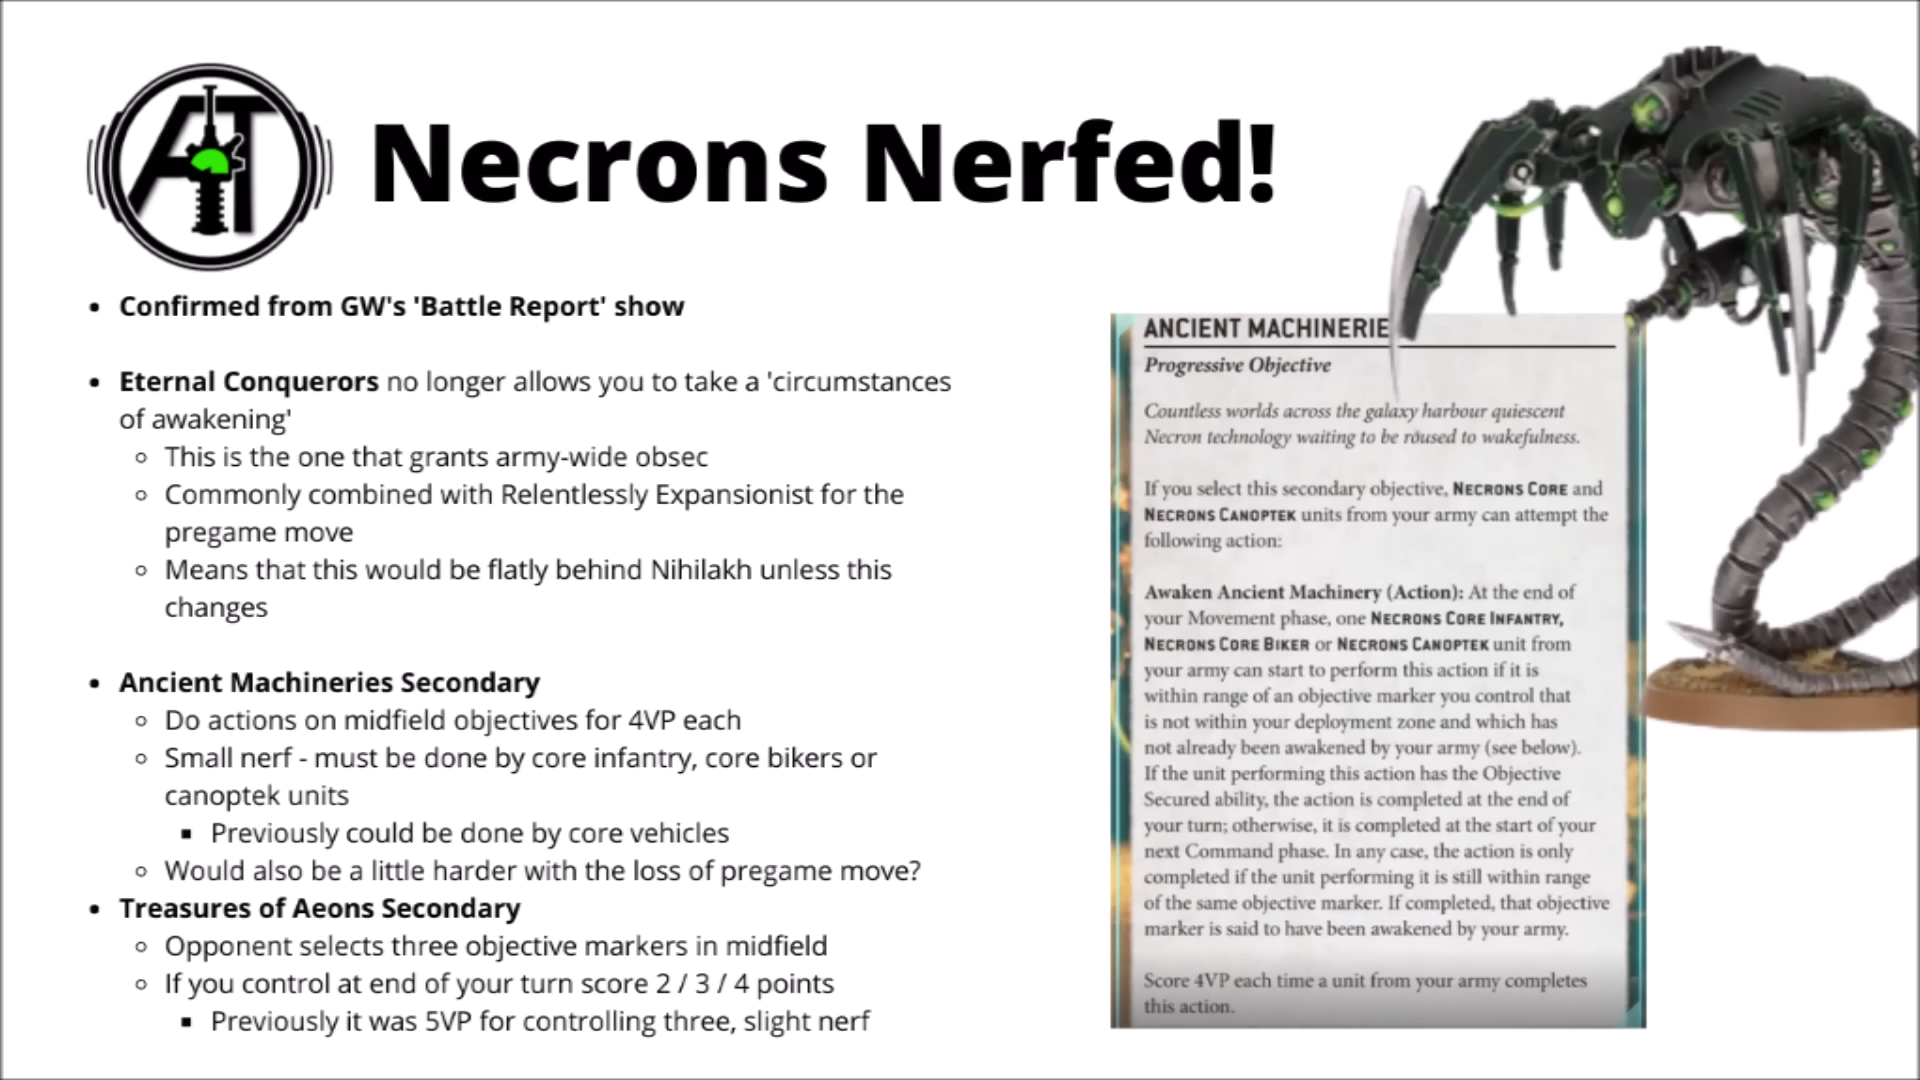 AT
Necrons Nerfed!
• Confirmed from GW's 'Battle Report' show
• Eternal Conquerors no longer allows you to take a 'circumstances
of awakening'
○ This is the one that grants army-wide obsec
○ Commonly combined with Relentlessly Expansionist for the
pregame move
○ Means that this would be flatly behind Nihilakh unless this
changes
• Ancient Machineries Secondary
○ Do actions on midfield objectives for 4VP each
○ Small nerf - must be done by core infantry, core bikers or
canoptek units
▪ Previously could be done by core vehicles
○ Would also be a little harder with the loss of pregame move?
• Treasures of Aeons Secondary
○ Opponent selects three objective markers in midfield
○ If you control at end of your turn score 2 / 3 / 4 points
▪ Previously it was 5VP for controlling three, slight nerf
ANCIENT MACHINERIE
Progressive Objective
Countless worlds across the galaxy harbour quiescent
Necron technology waiting to be roused to wakefulness.
If you select this secondary objective, NECRONS CORE and
NECRONS CANOPTEK units from your army can attempt the
following action:
Awaken Ancient Machinery (Action): At the end of
your Movement phase, one NECRONS CORE INFANTRY,
NECRONS CORE BIKER or NECRONS CANOPTEK unit from
your army can start to perform this action if it is
within range of an objective marker you control that
is not within your deployment zone and which has
not already been awakened by your army (see below).
If the unit performing this action has the Objective
Secured ability, the action is completed at the end of
your turn; otherwise, it is completed at the start of your
next Command phase. In any case, the action is only
completed if the unit performing it is still within range
of the same objective marker. If completed, that objective
marker is said to have been awakened by your army.
Score 4VP each time a unit from your army completes
this action.